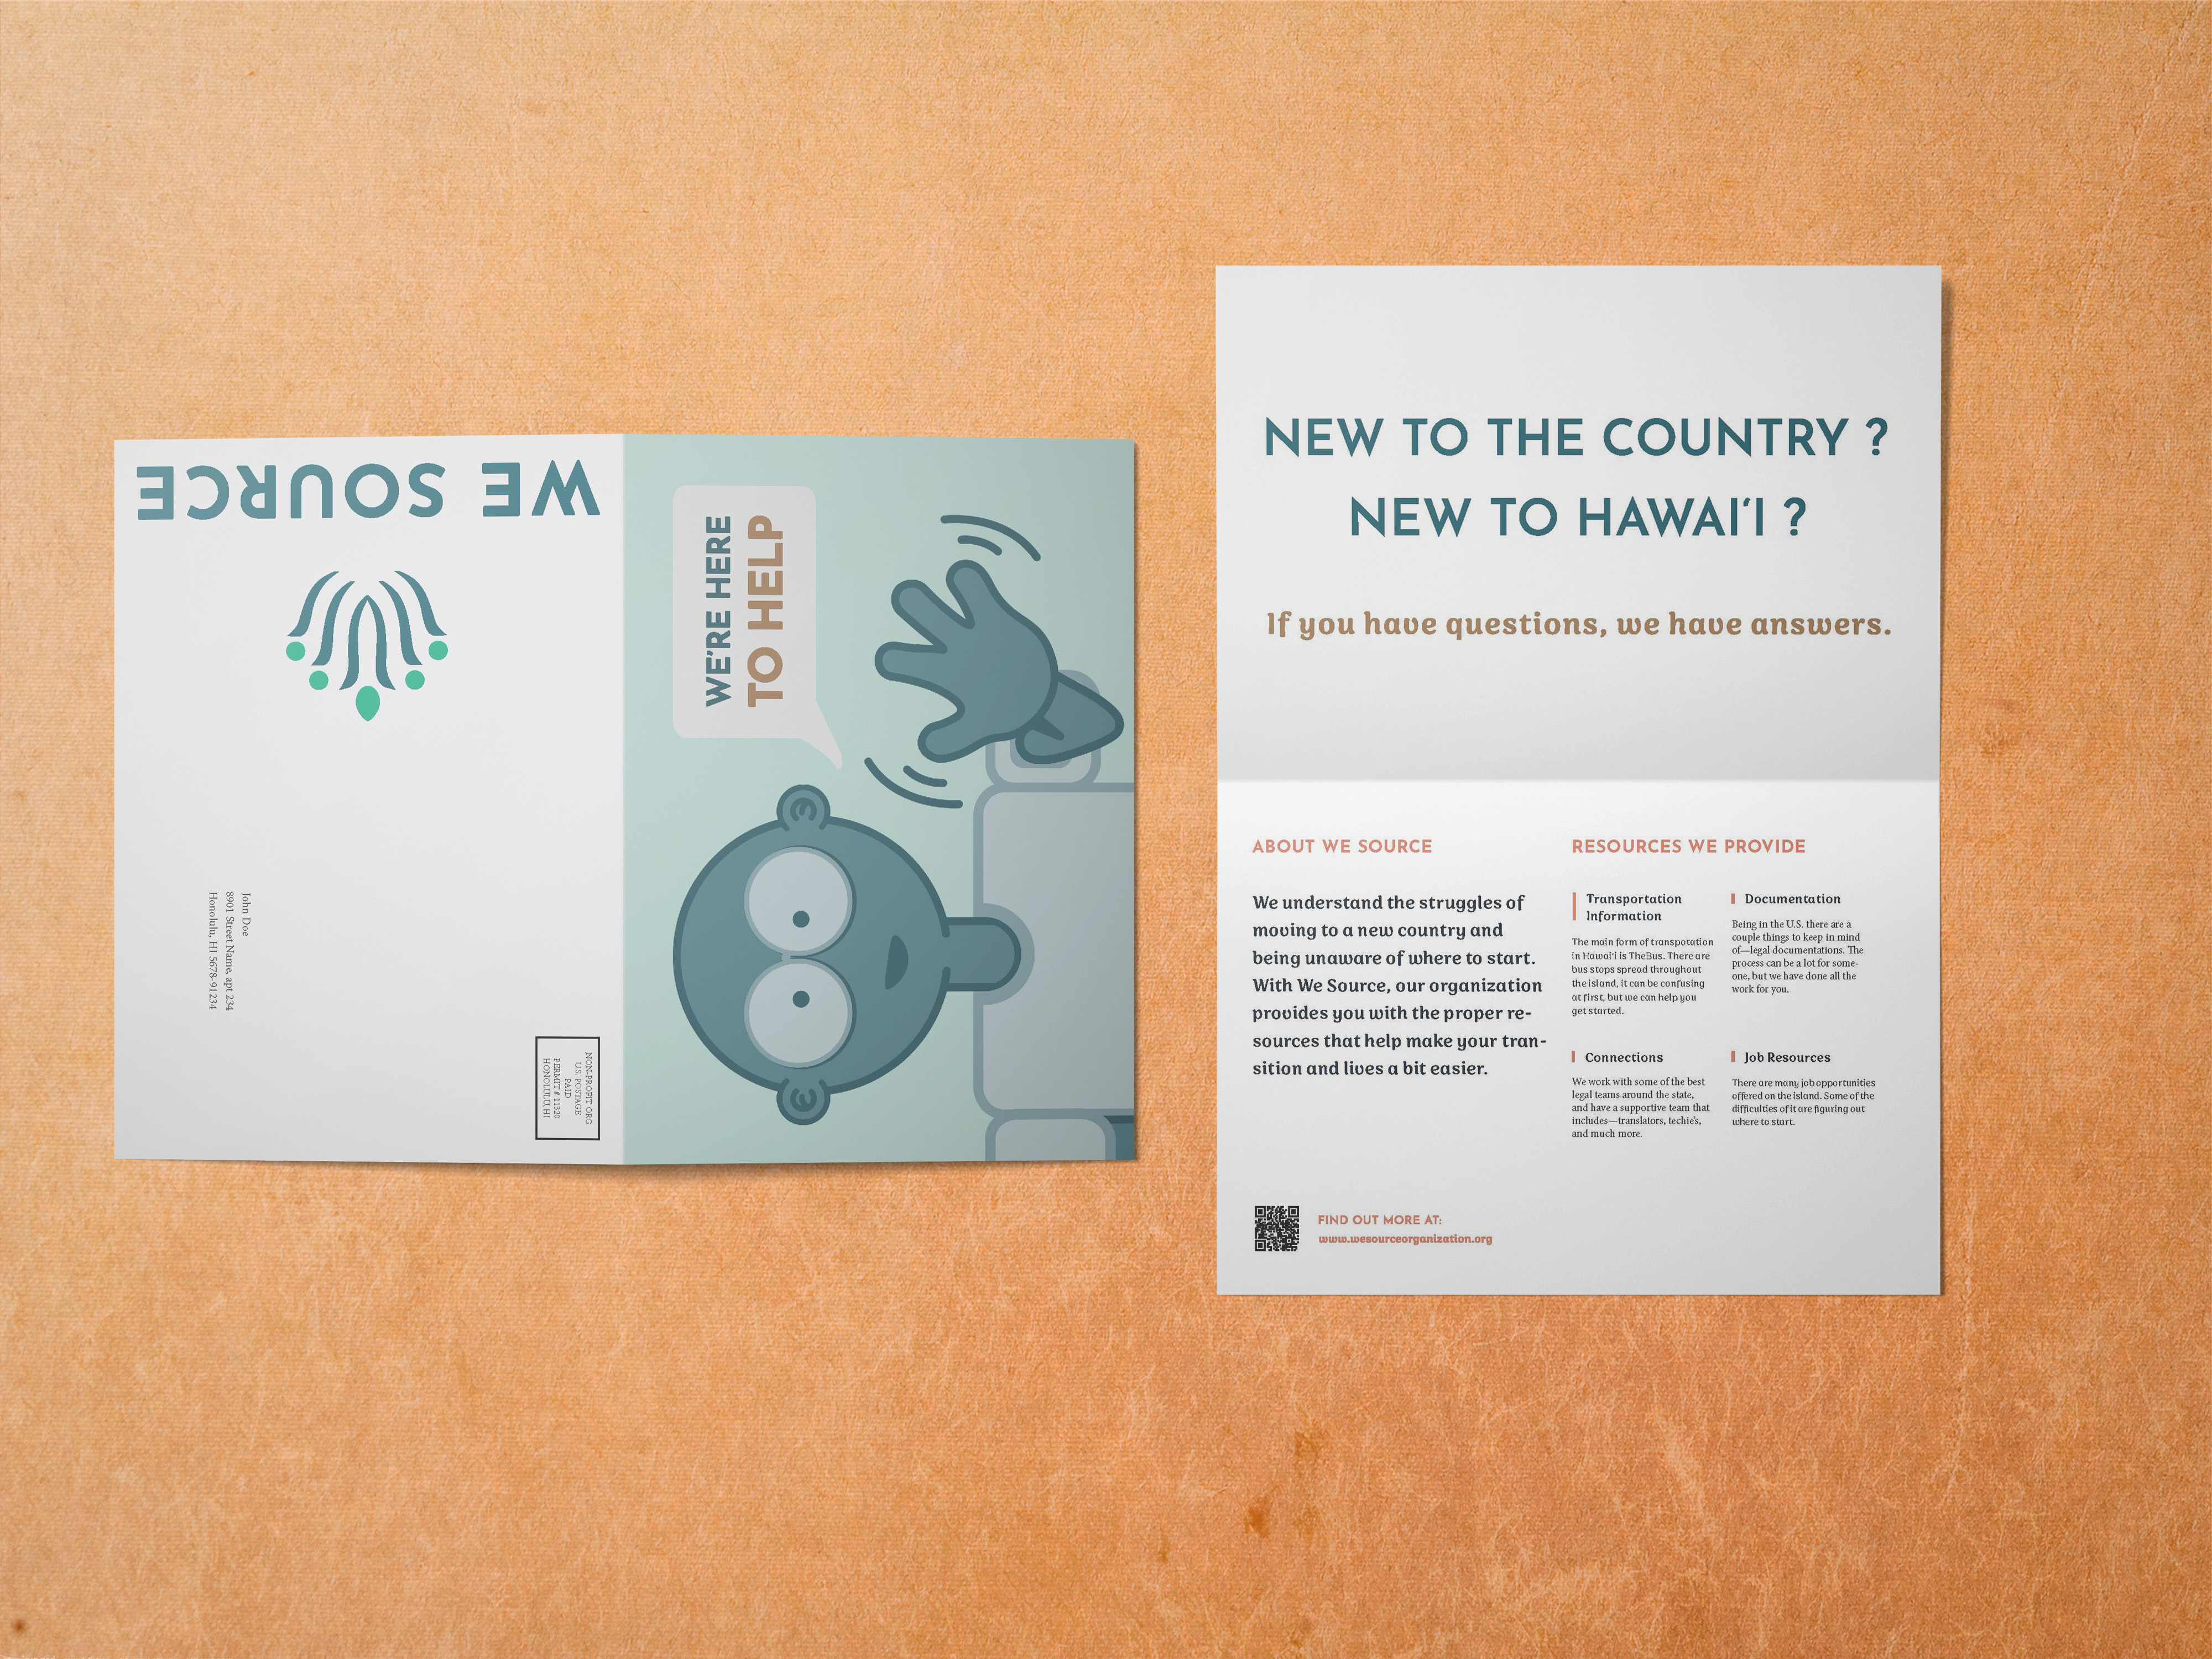 WE SOURCE
John Doe
8901 Street Name, apt 234
Honolulu, HI 5678-91234
NON-PROFIT ORG
U.S. POSTAGE
PAID
PERMIT # 11320
HONOLULU, HI
WE'RE HERE
TO HELP
NEW TO THE COUNTRY ?
NEW TO HAWAI‘I ?
If you have questions, we have answers.
ABOUT WE SOURCE
We understand the struggles of
moving to a new country and
being unaware of where to start.
With We Source, our organization
provides you with the proper re-
sources that help make your tran-
sition and lives a bit easier.
RESOURCES WE PROVIDE
Transportation
Information
The main form of transpotation
in Hawai‘i is TheBus. There are
bus stops spread throughout
the island, it can be confusing
at first, but we can help you
get started.
Documentation
Being in the U.S. there are a
couple things to keep in mind
of—legal documentations. The
process can be a lot for some-
one, but we have done all the
work for you.
Connections
We work with some of the best
legal teams around the state,
and have a supportive team that
includes—translators, techie's,
and much more.
Job Resources
There are many job opportunities
offered on the island. Some of the
difficulties of it are figuring out
where to start.
FIND OUT MORE AT:
www.wesourceorganization.org